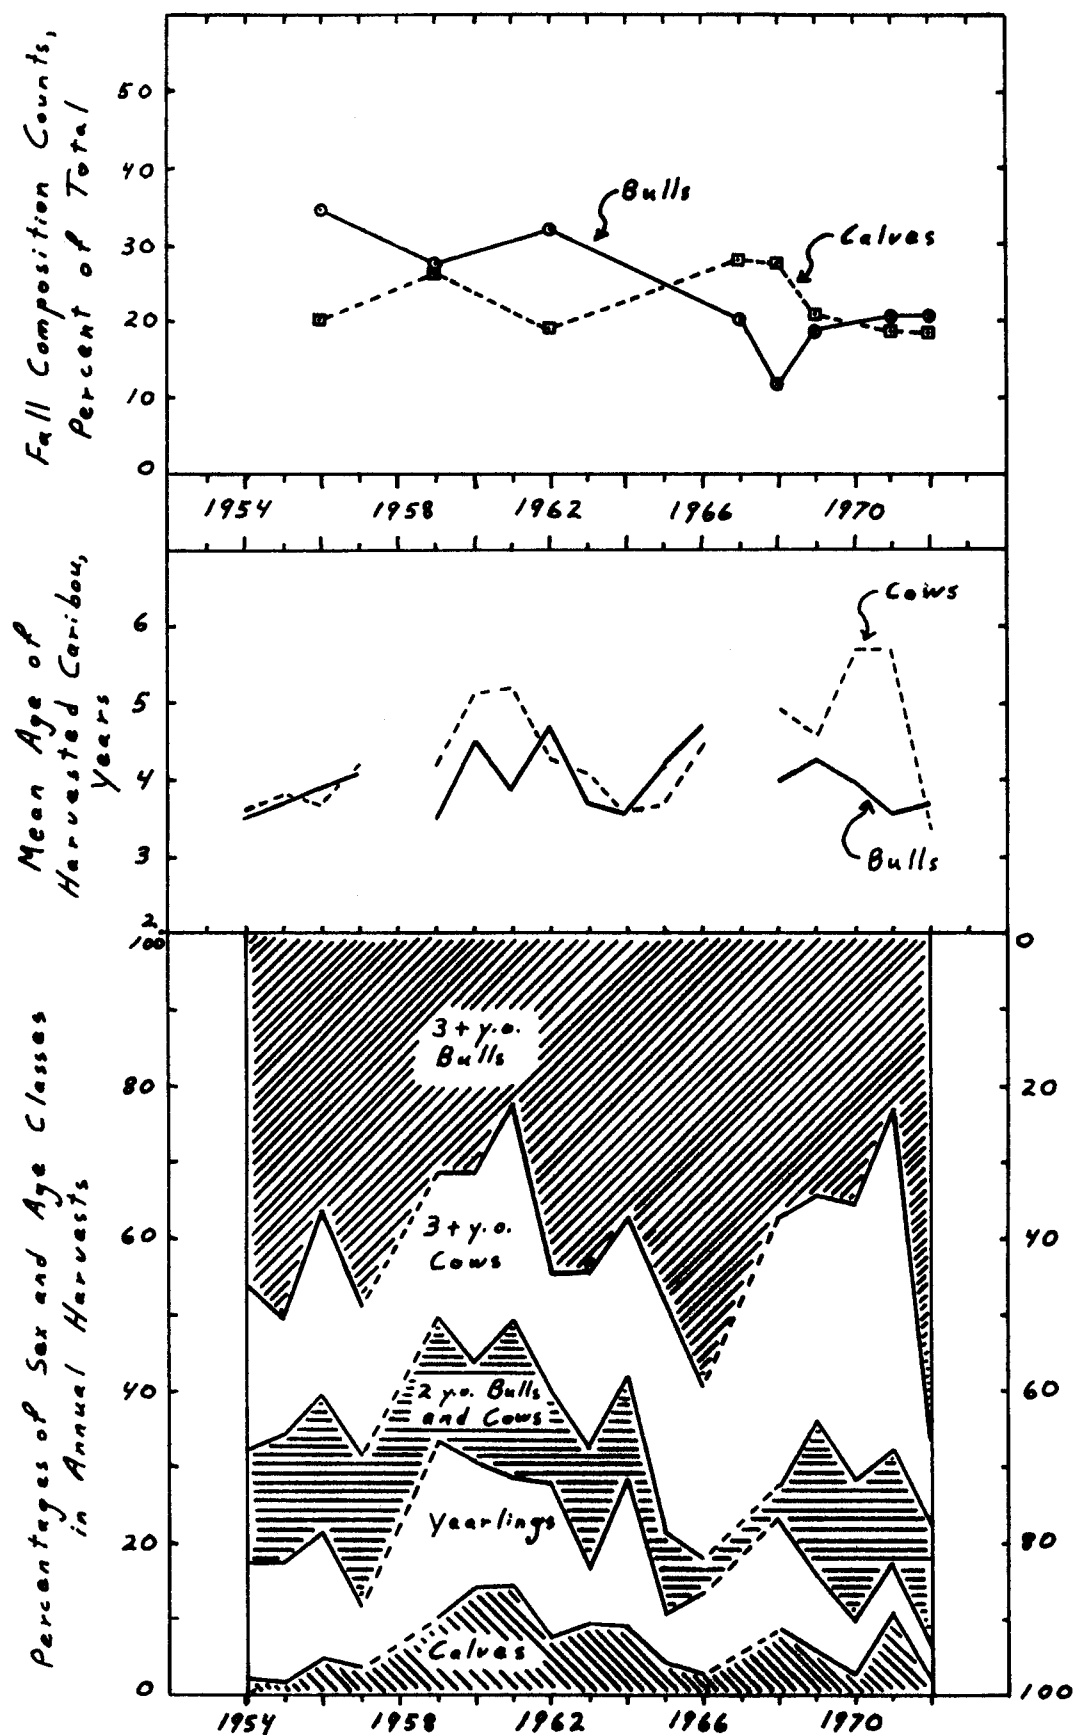 Fall Composition Counts,
Percent of Total
50
40
30
20
10
0
Bulls
Calves
1954 1958 1962 1966 1970
Mean Age of
Harvested Caribou,
Years
6
5
4
3
2
Cows
Bulls
Percentages of Sex and Age Classes
in Annual Harvests
100
80
60
40
20
0
3+ y.o.
Bulls
3+ y.o.
Cows
2 y.o. Bulls
and Cows
Yearlings
Calves
0
20
40
60
80
100
1954 1958 1962 1966 1970